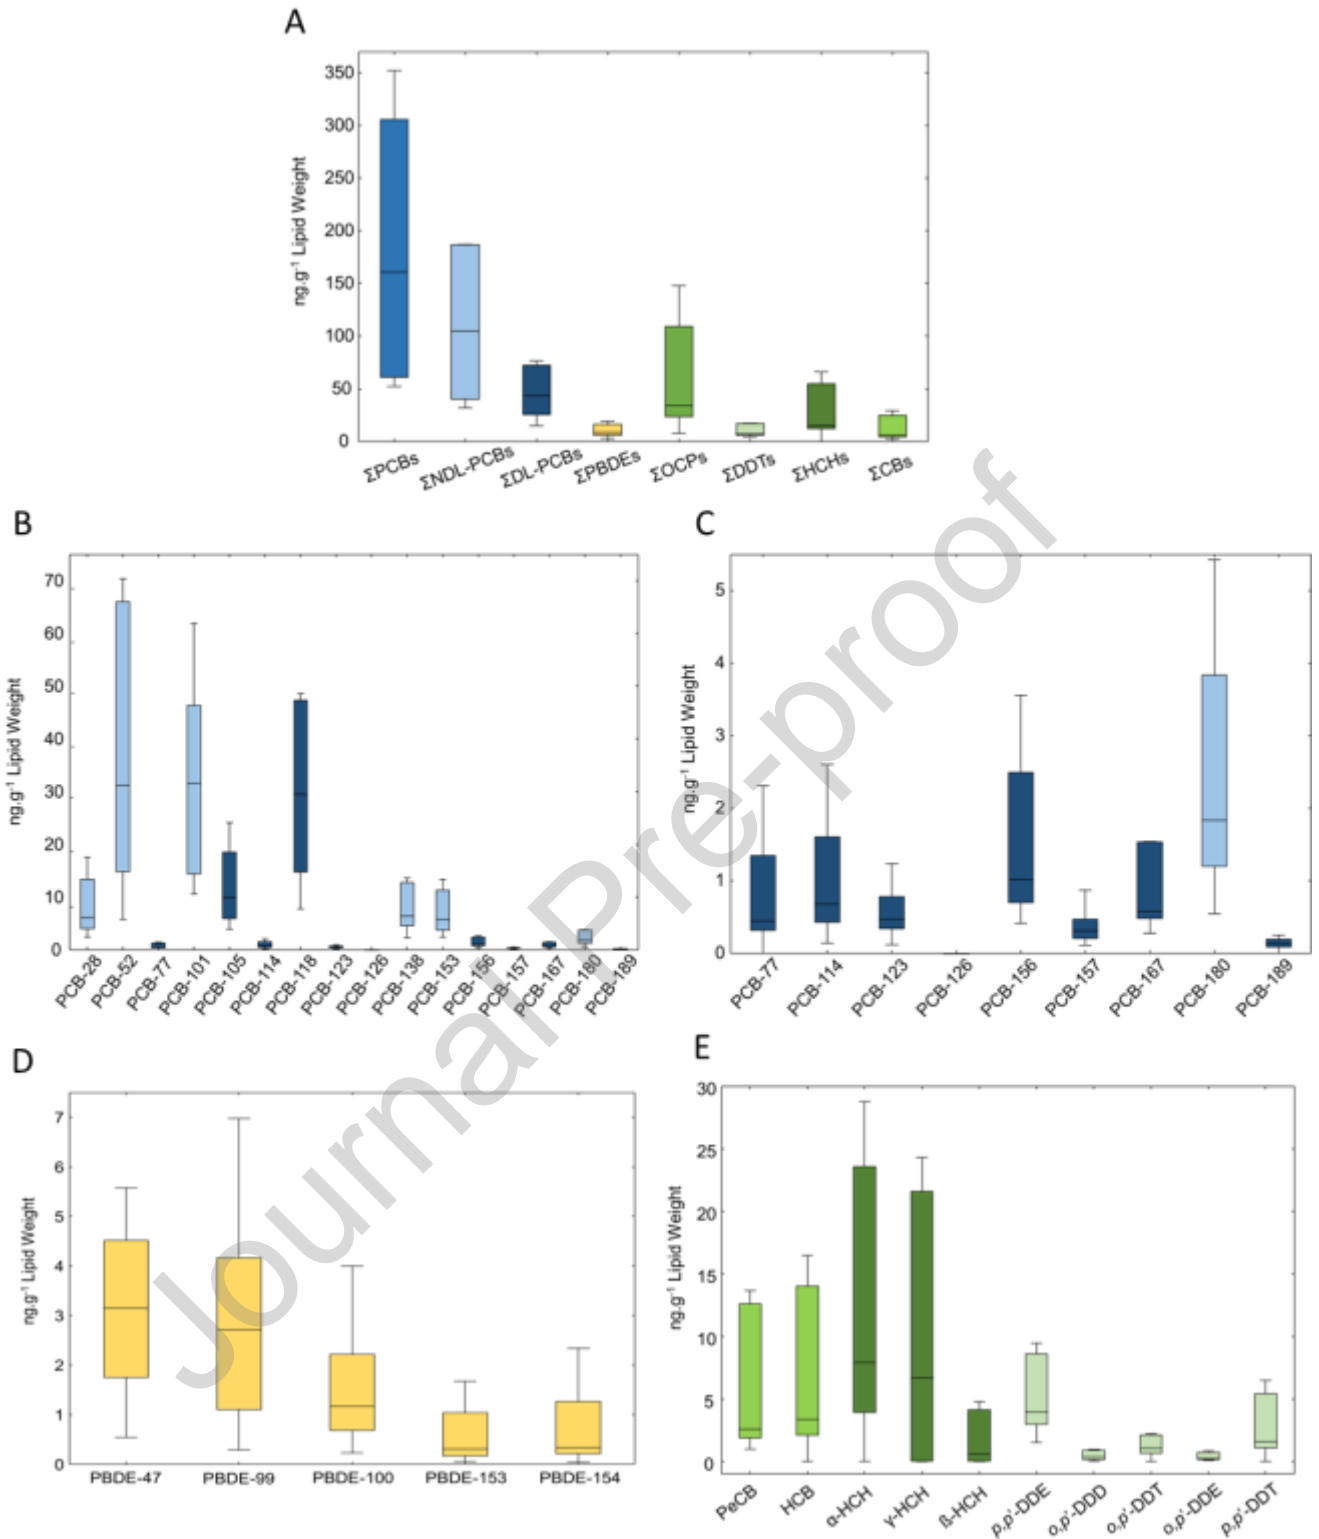 A
ng.g⁻¹ Lipid Weight
350
300
250
200
150
100
50
0
ΣPCBs ΣNDL-PCBs ΣDL-PCBs ΣPBDEs ΣOCPs ΣDDTs ΣHCHs ΣCBs
B
ng.g⁻¹ Lipid Weight
70
60
50
40
30
20
10
0
PCB-28 PCB-52 PCB-77 PCB-101 PCB-105 PCB-114 PCB-118 PCB-123 PCB-126 PCB-138 PCB-153 PCB-156 PCB-157 PCB-167 PCB-180 PCB-189
C
ng.g⁻¹ Lipid Weight
5
4
3
2
1
0
PCB-77 PCB-114 PCB-123 PCB-126 PCB-156 PCB-157 PCB-167 PCB-180 PCB-189
D
ng.g⁻¹ Lipid Weight
7
6
5
4
3
2
1
0
PBDE-47 PBDE-99 PBDE-100 PBDE-153 PBDE-154
E
ng.g⁻¹ Lipid Weight
30
25
20
15
10
5
0
PeCB HCB α-HCH γ-HCH ß-HCH p,p'-DDE o,p'-DDD o,p'-DDT o,p'-DDE p,p'-DDT
Journal Pre-proof